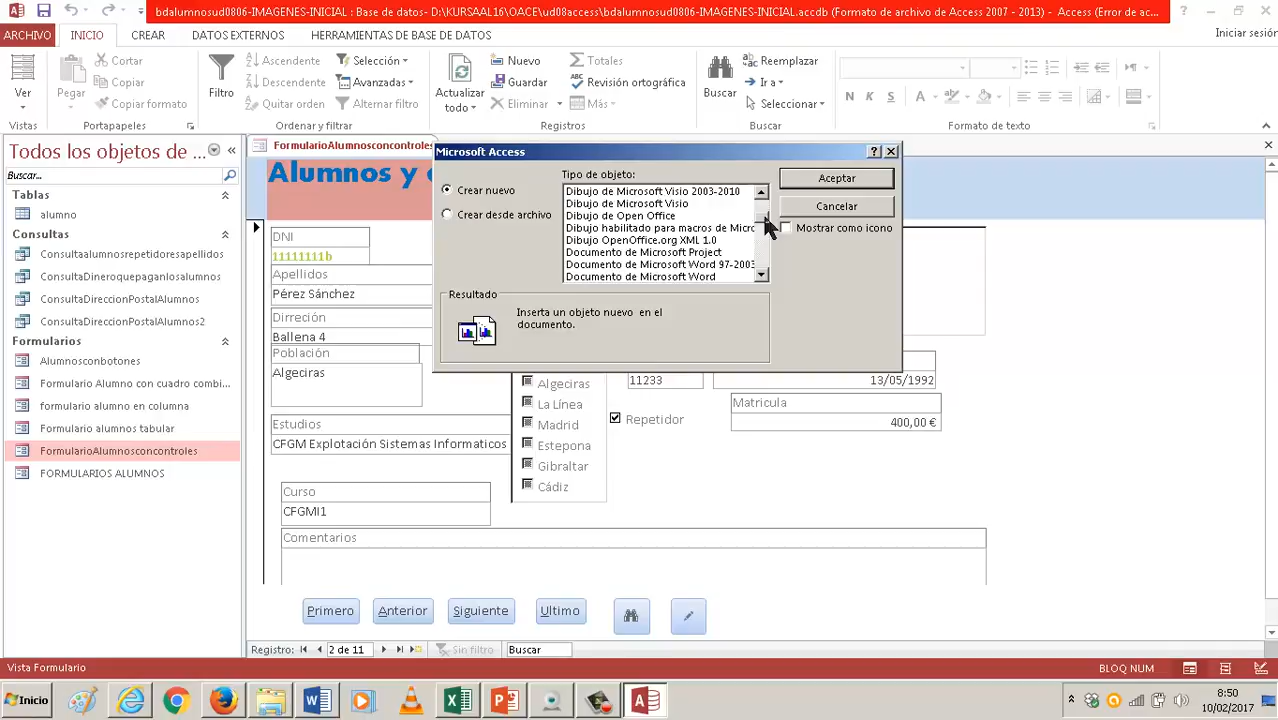 bdalumnosud0806-IMAGENES-INICIAL : Base de datos- D:\KURSAAL16\OACE\ud08access\bdalumnosud0806-IMAGENES-INICIAL.accdb (Formato de archivo de Access 2007 - 2013) - Access (Error de ac...
ARCHIVO INICIO CREAR DATOS EXTERNOS HERRAMIENTAS DE BASE DE DATOS Iniciar sesión
Ver
Vistas
Pegar
Cortar
Copiar
Copiar formato
Portapapeles
Filtro
Ascendente
Descendente
Quitar orden
Selección
Avanzadas
Alternar filtro
Ordenar y filtrar
Actualizar
todo
Nuevo
Guardar
Eliminar
Totales
Revisión ortográfica
Más
Registros
Buscar
Reemplazar
Ir a
Seleccionar
Buscar
N K S A
Formato de texto
Todos los objetos de ...
Buscar...
Tablas
alumno
Consultas
Consultaalumnosrepetidoresapellidos
ConsultaDineroquepaganlosalumnos
ConsultaDireccionPostalAlumnos
ConsultaDireccionPostalAlumnos2
Formularios
Alumnosconbotones
Formulario Alumno con cuadro combi...
formulario alumno en columna
Formulario alumnos tabular
FormularioAlumnosconcontroles
FORMULARIOS ALUMNOS
FormularioAlumnosconcontroles
Alumnos y
DNI
11111111b
Apellidos
Pérez Sánchez
Dirreción
Ballena 4
Población
Algeciras
Estudios
CFGM Explotación Sistemas Informaticos
Curso
CFGMI1
Comentarios
Microsoft Access
Crear nuevo
Crear desde archivo
Tipo de objeto:
Dibujo de Microsoft Visio 2003-2010
Dibujo de Microsoft Visio
Dibujo de Open Office
Dibujo habilitado para macros de Micro
Dibujo OpenOffice.org XML 1.0
Documento de Microsoft Project
Documento de Microsoft Word 97-2003
Documento de Microsoft Word
Aceptar
Cancelar
Mostrar como icono
Resultado
Inserta un objeto nuevo en el
documento.
Algeciras
La Línea
Madrid
Estepona
Gibraltar
Cádiz
11233
13/05/1992
Repetidor
Matricula
400,00 €
Primero Anterior Siguiente Ultimo
Registro: 2 de 11 Sin filtro Buscar
Vista Formulario BLOQ NUM
Inicio
8:50
10/02/2017